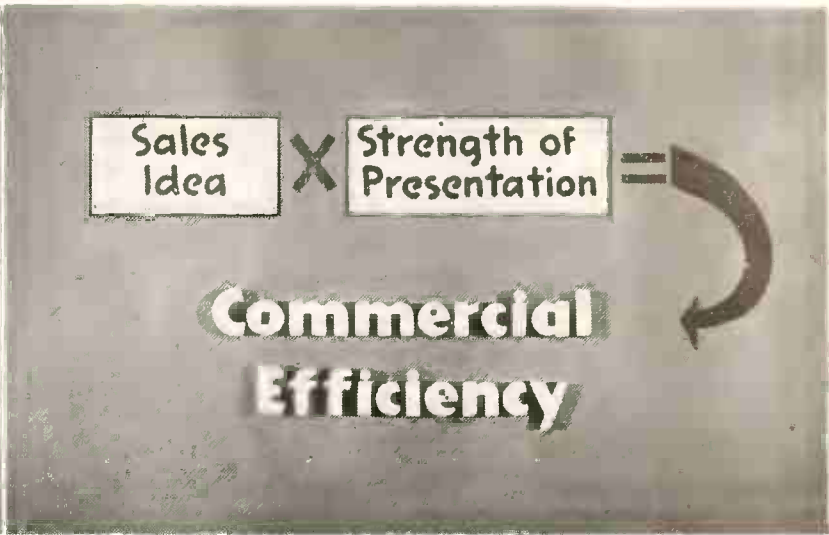 Sales
Idea
X
Strength of
Presentation
=
Commercial
Efficiency